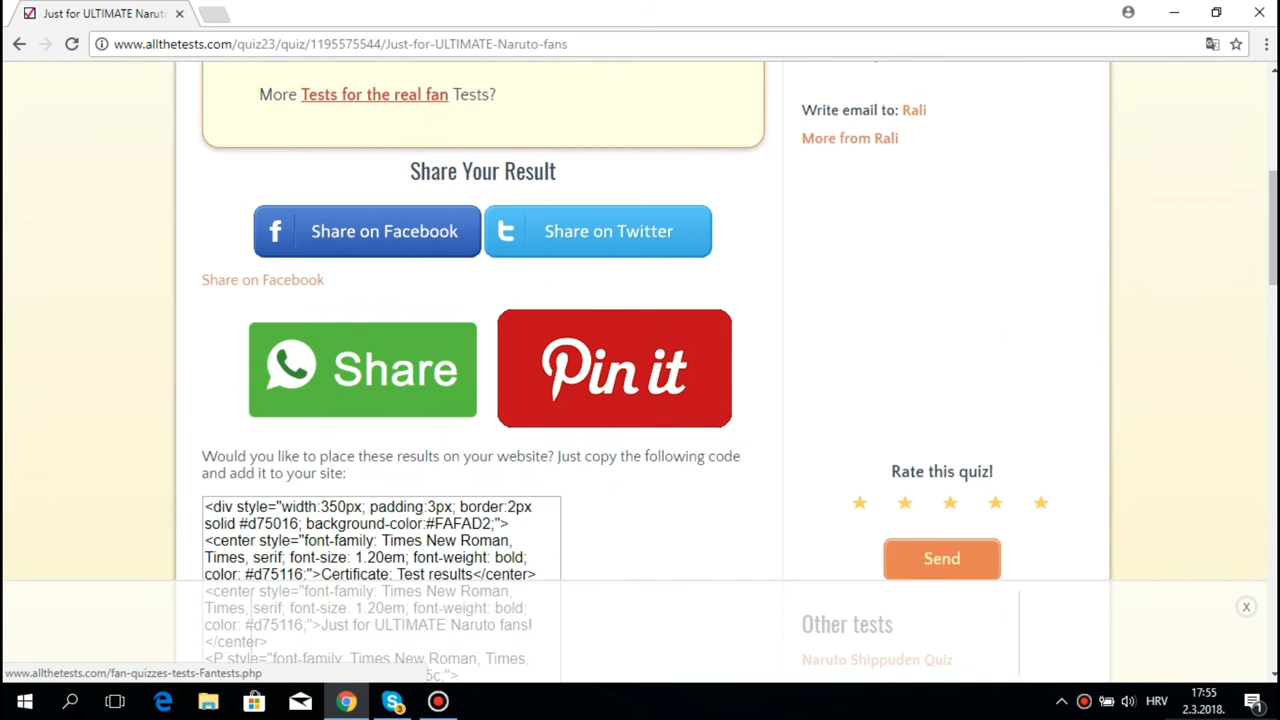 Just for ULTIMATE Naruto
www.allthetests.com/quiz23/quiz/1195575544/Just-for-ULTIMATE-Naruto-fans
More Tests for the real fan Tests?
Write email to: Rali
More from Rali
Share Your Result
f Share on Facebook
t Share on Twitter
Share on Facebook
Share
Pin it
Would you like to place these results on your website? Just copy the following code
and add it to your site:
<div style="width:350px; padding:3px; border:2px
solid #d75016; background-color:#FAFAD2;">
<center style="font-family: Times New Roman,
Times, serif, font-size: 1.20em; font-weight: bold;
color: #d75116;">Certificate: Test results</center>
<center style="font-family: Times New Roman,
Times, serif, font-size: 1.20em; font-weight: bold;
color: #d75116;">Just for ULTIMATE Naruto fans!
</center>
<P style="font-family: Times New Roman, Times,
5c;">
Rate this quiz!
Send
Other tests
Naruto Shippuden Quiz
x
www.allthetests.com/fan-quizzes-tests-Fantests.php
3
HRV
17:55
2.3.2018.
1